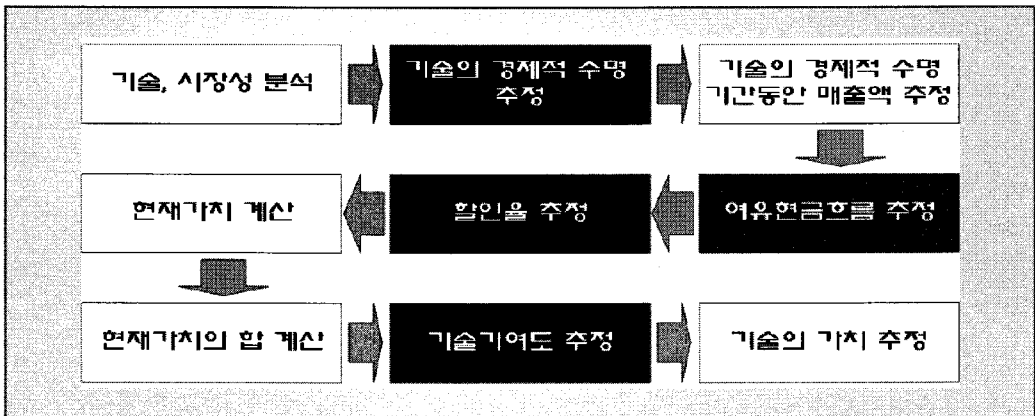 기술, 시장성 분석
기술의 경제적 수명
추정
기술의 경제적 수명
기간동안 매출액 추정
여유현금흐름 추정
할인율 추정
현재가치 계산
현재가치의 합 계산
기술기여도 추정
기술의 가치 추정